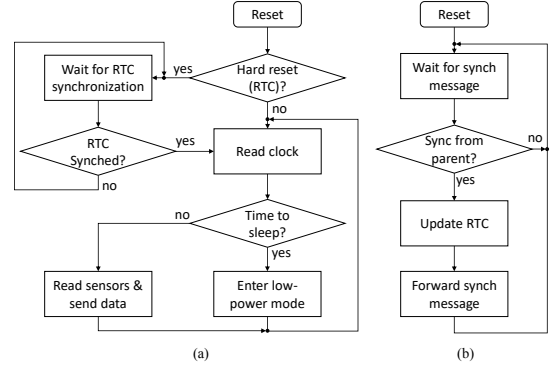 Reset
Hard reset
(RTC)?
yes
no
Wait for RTC
synchronization
RTC
Synched?
yes
no
Read clock
Time to
sleep?
no
yes
Read sensors &
send data
Enter low-
power mode
(a)
Reset
Wait for synch
message
Sync from
parent?
no
yes
Update RTC
Forward synch
message
(b)